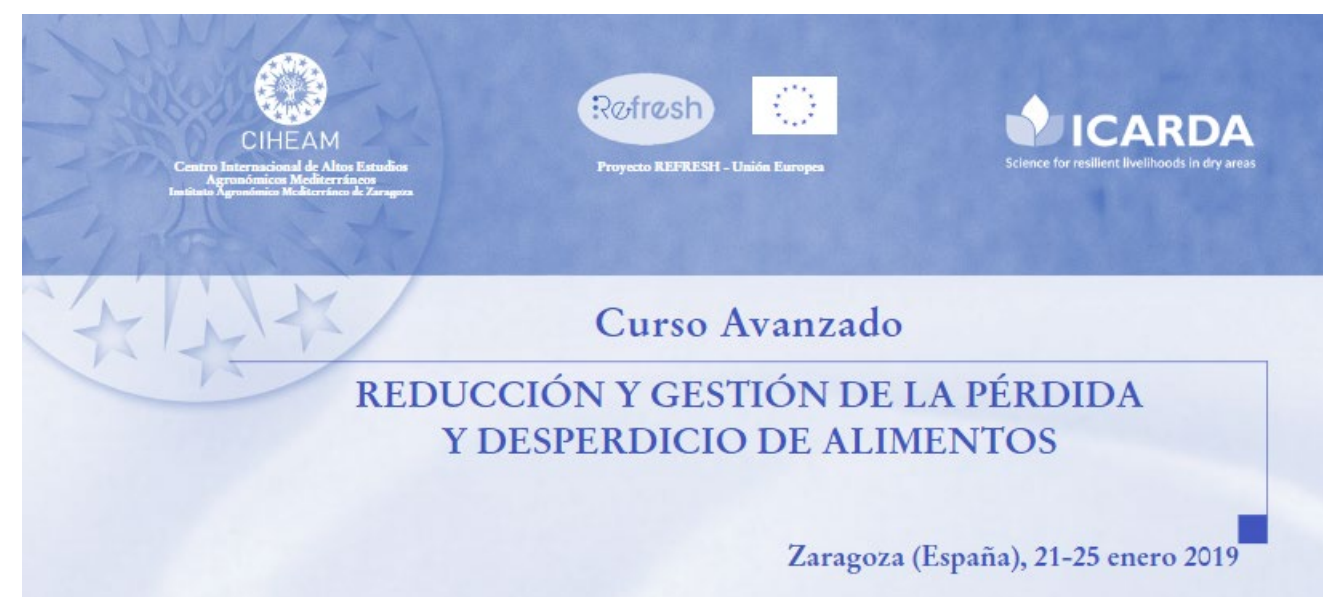 CIHEAM
Centro Internacional de Altos Estudios
Agronómicos Mediterráneos
Instituto Agronómico Mediterráneo de Zaragoza
Refresh
Proyecto REFRESH - Unión Europea
ICARDA
Science for resilient livelihoods in dry areas
Curso Avanzado
REDUCCIÓN Y GESTIÓN DE LA PÉRDIDA
Y DESPERDICIO DE ALIMENTOS
Zaragoza (España), 21-25 enero 2019